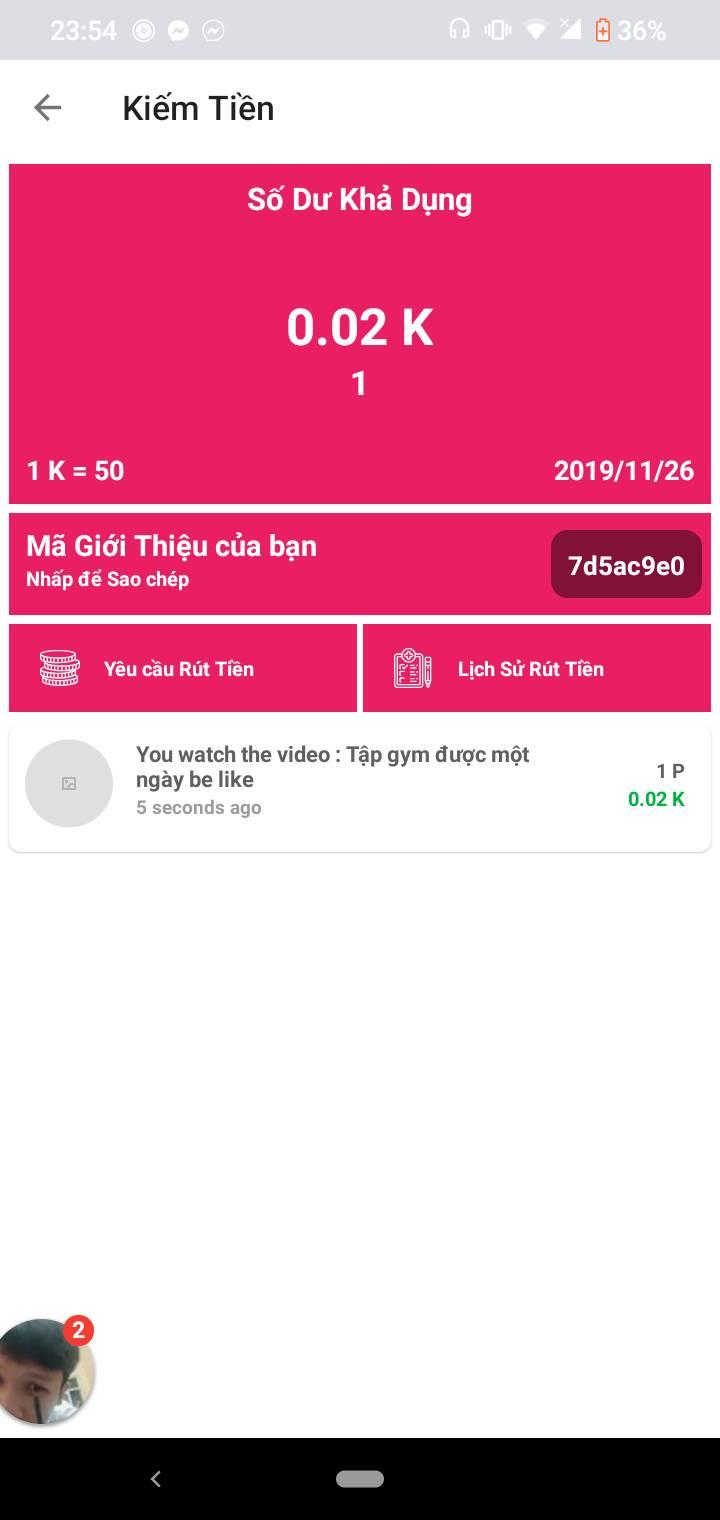 23:54
36%
Kiếm Tiền
Số Dư Khả Dụng
0.02 K
1
1 K = 50
2019/11/26
Mã Giới Thiệu của bạn
Nhấp để Sao chép
7d5ac9e0
Yêu cầu Rút Tiền
Lịch Sử Rút Tiền
You watch the video : Tập gym được một
ngày be like
5 seconds ago
1 P
0.02 K
2